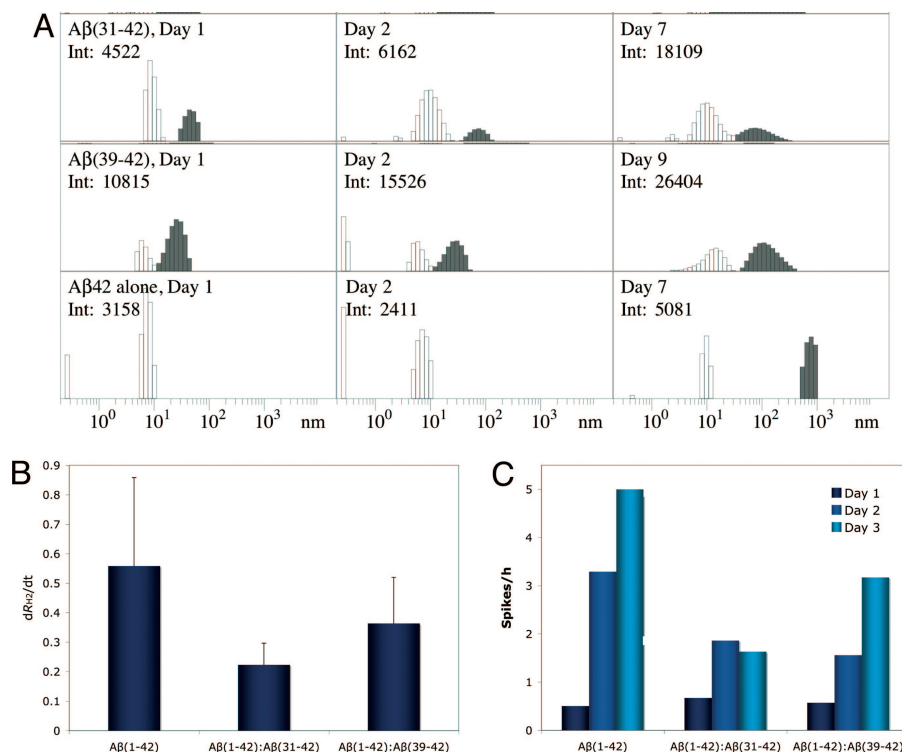 A
Aβ(31-42), Day 1
Int: 4522
Day 2
Int: 6162
Day 7
Int: 18109
Aβ(39-42), Day 1
Int: 10815
Day 2
Int: 15526
Day 9
Int: 26404
Aβ42 alone, Day 1
Int: 3158
Day 2
Int: 2411
Day 7
Int: 5081
10⁰ 10¹ 10² 10³ nm 10⁰ 10¹ 10² 10³ nm 10⁰ 10¹ 10² 10³ nm
B
0.9
0.8
0.7
0.6
0.5
0.4
0.3
0.2
0.1
0
dRH2/dt
Aβ(1-42) Aβ(1-42):Aβ(31-42) Aβ(1-42):Aβ(39-42)
C
Day 1
Day 2
Day 3
5
4
3
2
1
0
Spikes/h
Aβ(1-42) Aβ(1-42):Aβ(31-42) Aβ(1-42):Aβ(39-42)